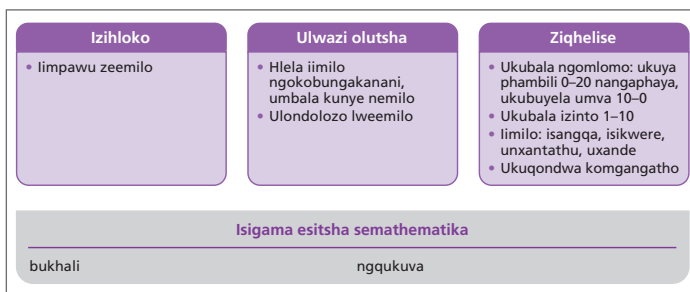 Izihloko
• Iimpawu zeemilo
Ulwazi olutsha
• Hlela iimilo
ngokobungakanani,
umbala kunye nemilo
• Ulondolozo lweemilo
Ziqhelise
• Ukubala ngomlomo: ukuya
phambili 0–20 nangaphaya,
ukubuyela umva 10–0
• Ukubala izinto 1–10
• Iimilo: isangqa, isikwere,
unxantathu, uxande
• Ukuqondwa komgangatho
Isigama esitsha semathematika
bukhali
ngqukuva